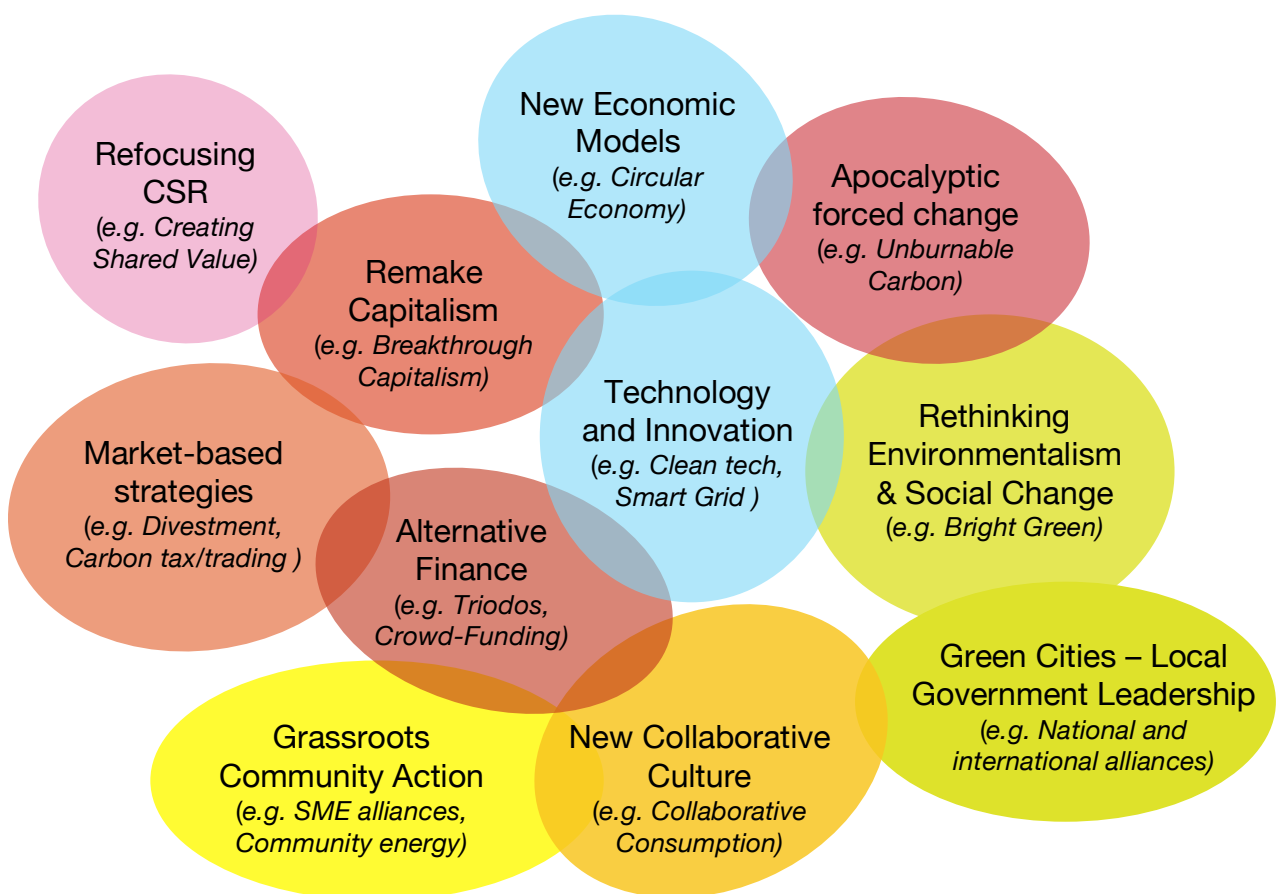 Refocusing
CSR
(e.g. Creating
Shared Value)
New Economic
Models
(e.g. Circular
Economy)
Apocalyptic
forced change
(e.g. Unburnable
Carbon)
Remake
Capitalism
(e.g. Breakthrough
Capitalism)
Technology
and Innovation
(e.g. Clean tech,
Smart Grid )
Rethinking
Environmentalism
& Social Change
(e.g. Bright Green)
Market-based
strategies
(e.g. Divestment,
Carbon tax/trading )
Alternative
Finance
(e.g. Triodos,
Crowd-Funding)
Green Cities – Local
Government Leadership
(e.g. National and
international alliances)
Grassroots
Community Action
(e.g. SME alliances,
Community energy)
New Collaborative
Culture
(e.g. Collaborative
Consumption)